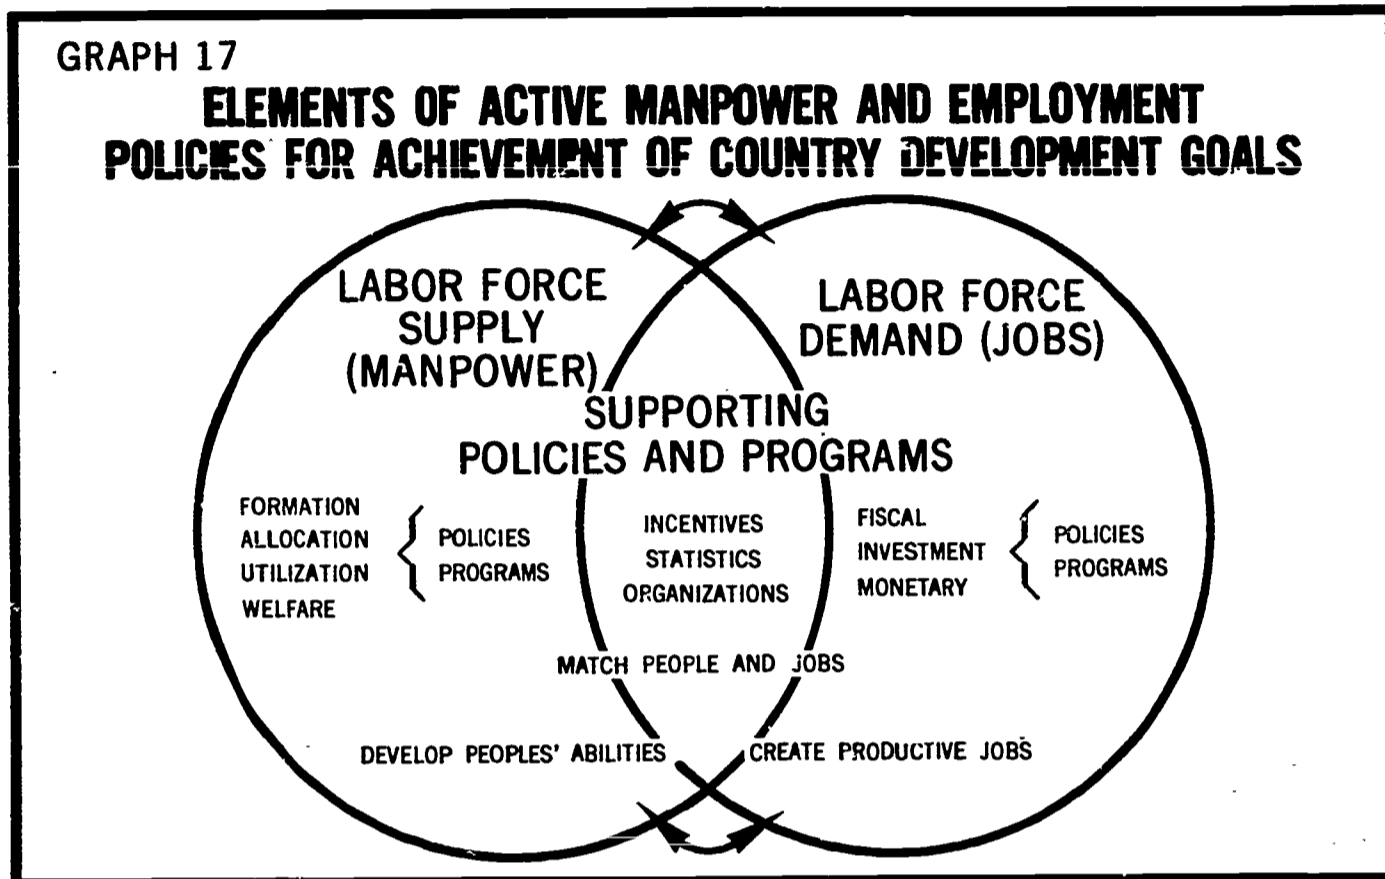 GRAPH 17
ELEMENTS OF ACTIVE MANPOWER AND EMPLOYMENT
POLICIES FOR ACHIEVEMENT OF COUNTRY DEVELOPMENT GOALS
LABOR FORCE
SUPPLY
(MANPOWER)
LABOR FORCE
DEMAND (JOBS)
SUPPORTING
POLICIES AND PROGRAMS
FORMATION
ALLOCATION
UTILIZATION
WELFARE
POLICIES
PROGRAMS
INCENTIVES
STATISTICS
ORGANIZATIONS
FISCAL
INVESTMENT
MONETARY
POLICIES
PROGRAMS
MATCH PEOPLE AND JOBS
DEVELOP PEOPLES' ABILITIES
CREATE PRODUCTIVE JOBS